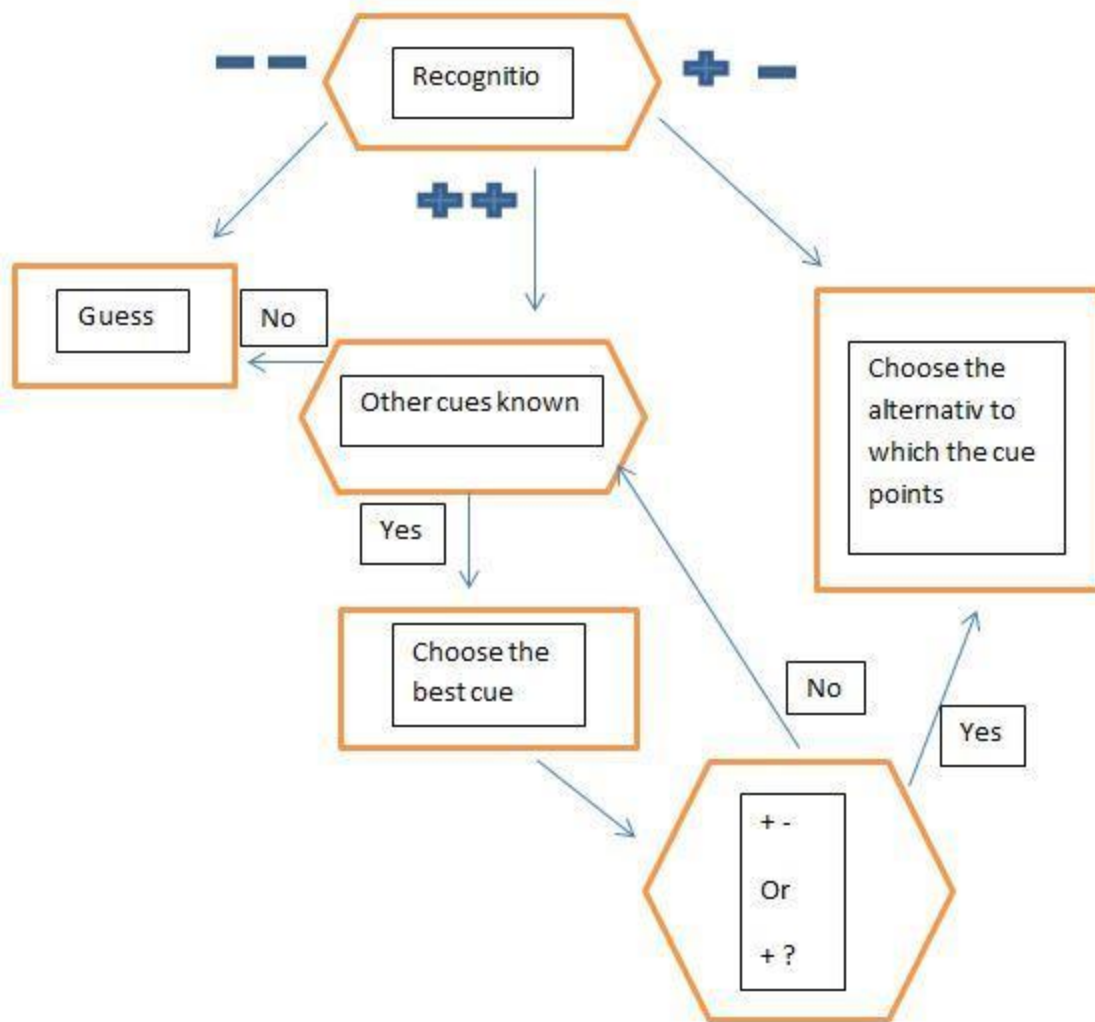 Recognitio
Guess
No
Other cues known
Choose the
alternativ to
which the cue
points
Yes
Choose the
best cue
No
Yes
+ -
Or
+ ?